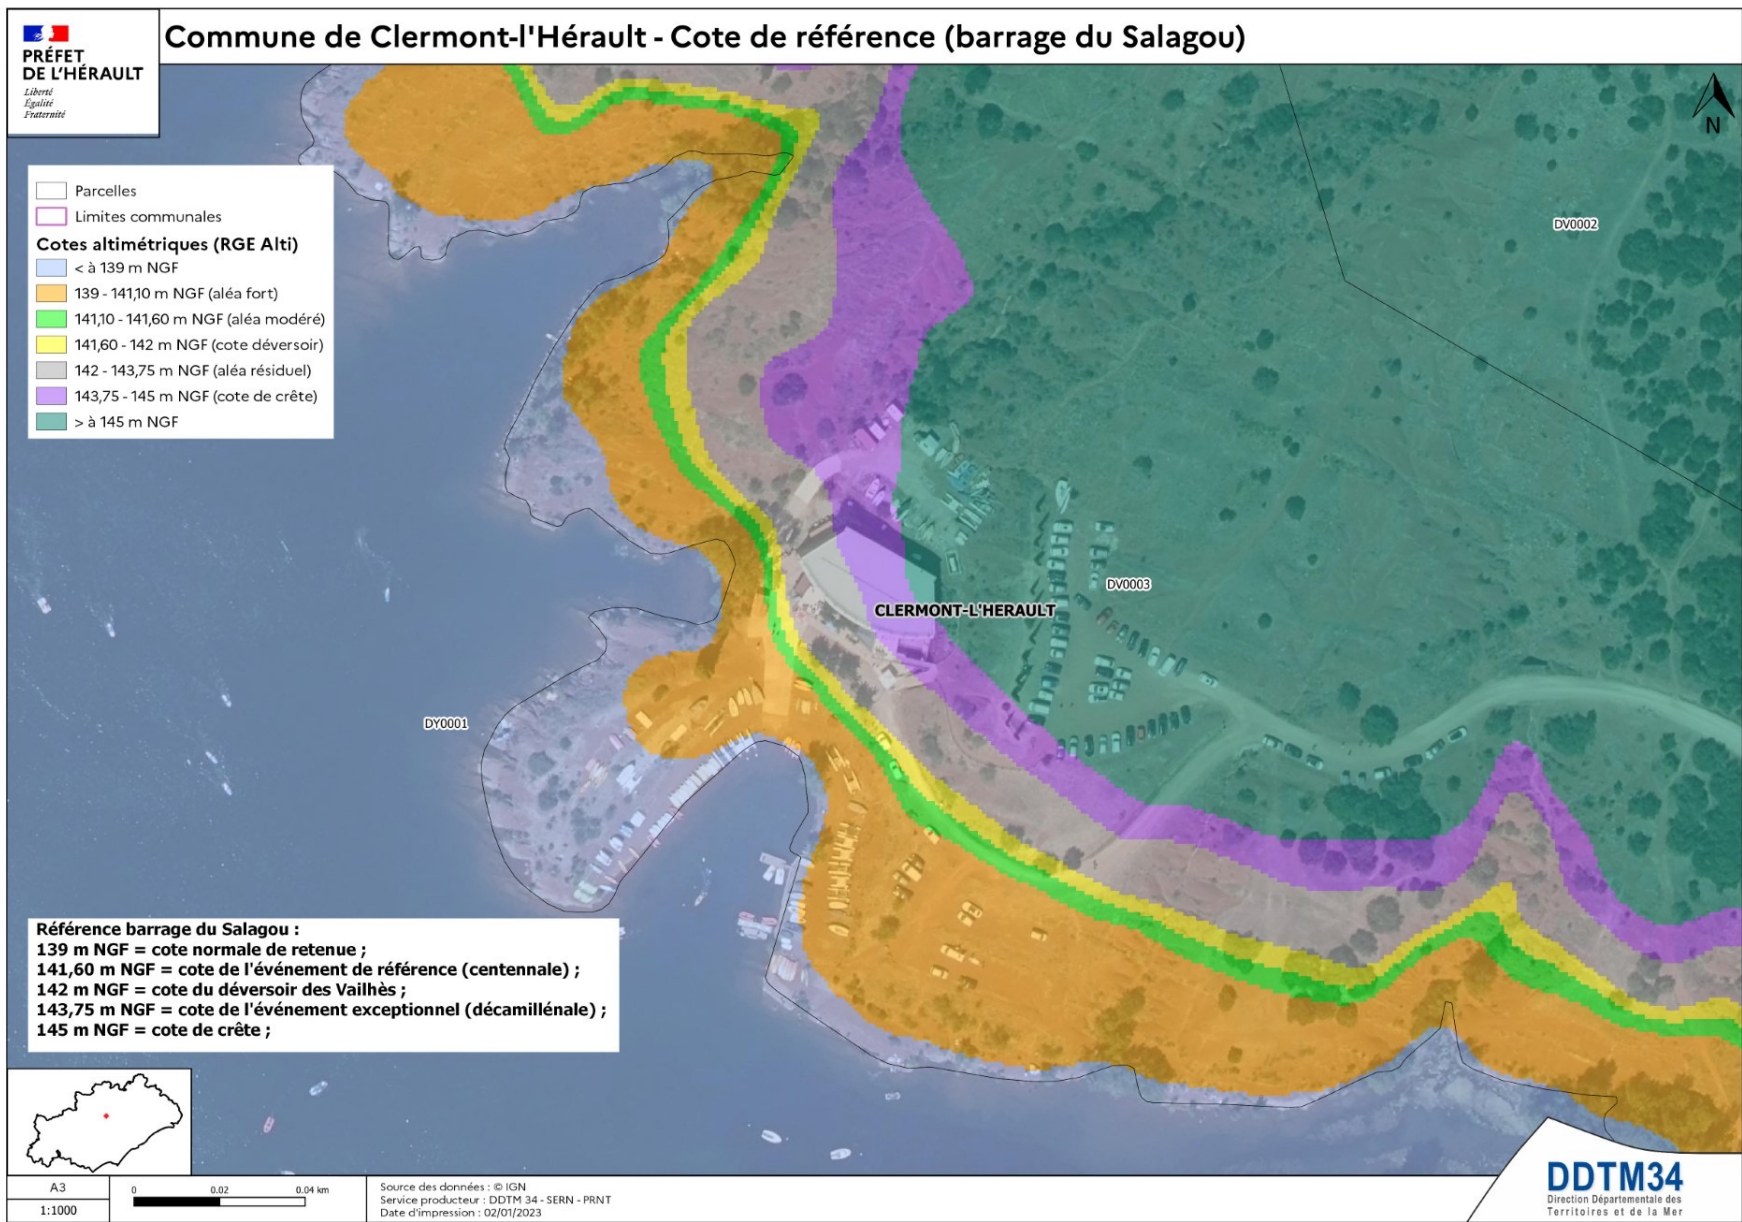 PRÉFET
DE L'HÉRAULT
Liberté
Égalité
Fraternité
Commune de Clermont-l'Hérault - Cote de référence (barrage du Salagou)
N
Parcelles
Limites communales
Cotes altimétriques (RGE Alti)
< à 139 m NGF
139 - 141,10 m NGF (aléa fort)
141,10 - 141,60 m NGF (aléa modéré)
141,60 - 142 m NGF (cote déversoir)
142 - 143,75 m NGF (aléa résiduel)
143,75 - 145 m NGF (cote de crête)
> à 145 m NGF
DV0002
DV0003
CLERMONT-L'HERAULT
DY0001
Référence barrage du Salagou :
139 m NGF = cote normale de retenue ;
141,60 m NGF = cote de l'événement de référence (centennale) ;
142 m NGF = cote du déversoir des Vailhès ;
143,75 m NGF = cote de l'événement exceptionnel (décamillénale) ;
145 m NGF = cote de crête ;
A3
1:1000
0 0.02 0.04 km
Source des données : © IGN
Service producteur : DDTM 34 - SERN - PRNT
Date d'impression : 02/01/2023
DDTM34
Direction Départementale des
Territoires et de la Mer